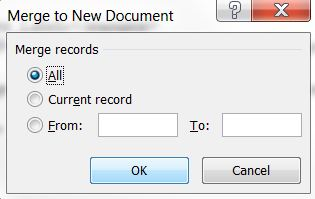 Merge to New Document
Merge records
All
Current record
From: To:
OK Cancel